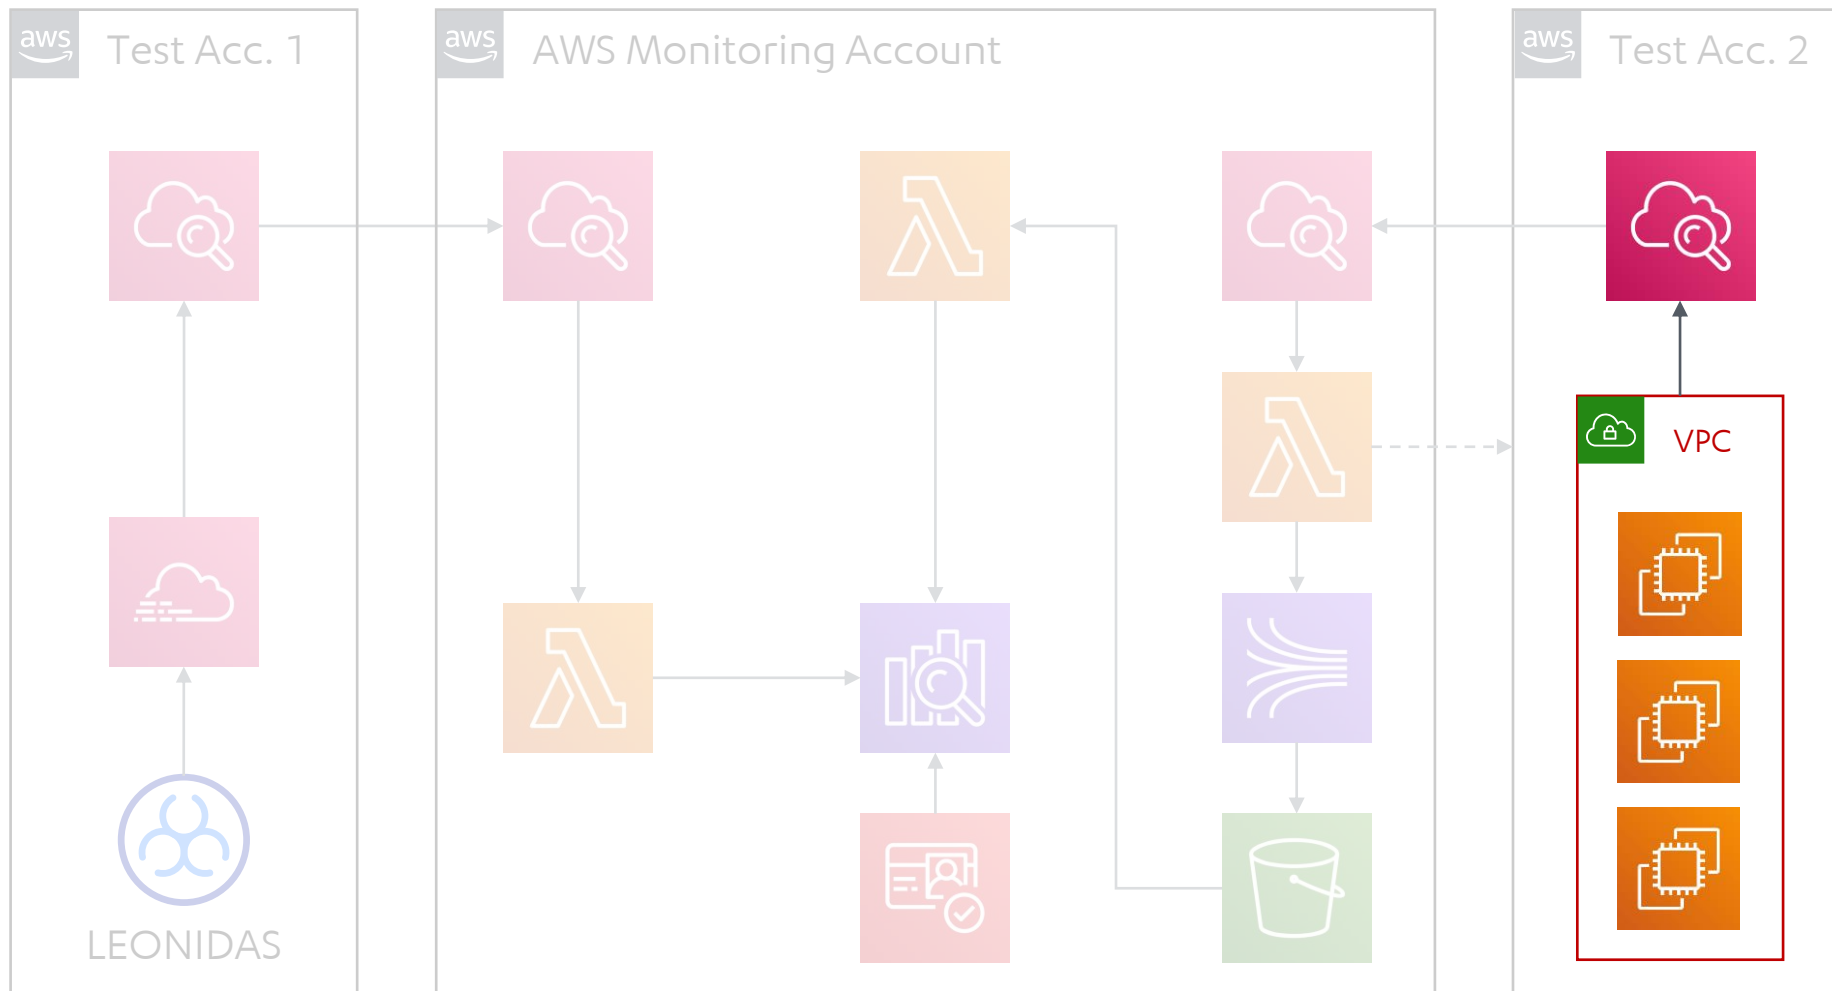 aws
Test Acc. 1
aws
AWS Monitoring Account
aws
Test Acc. 2
VPC
LEONIDAS